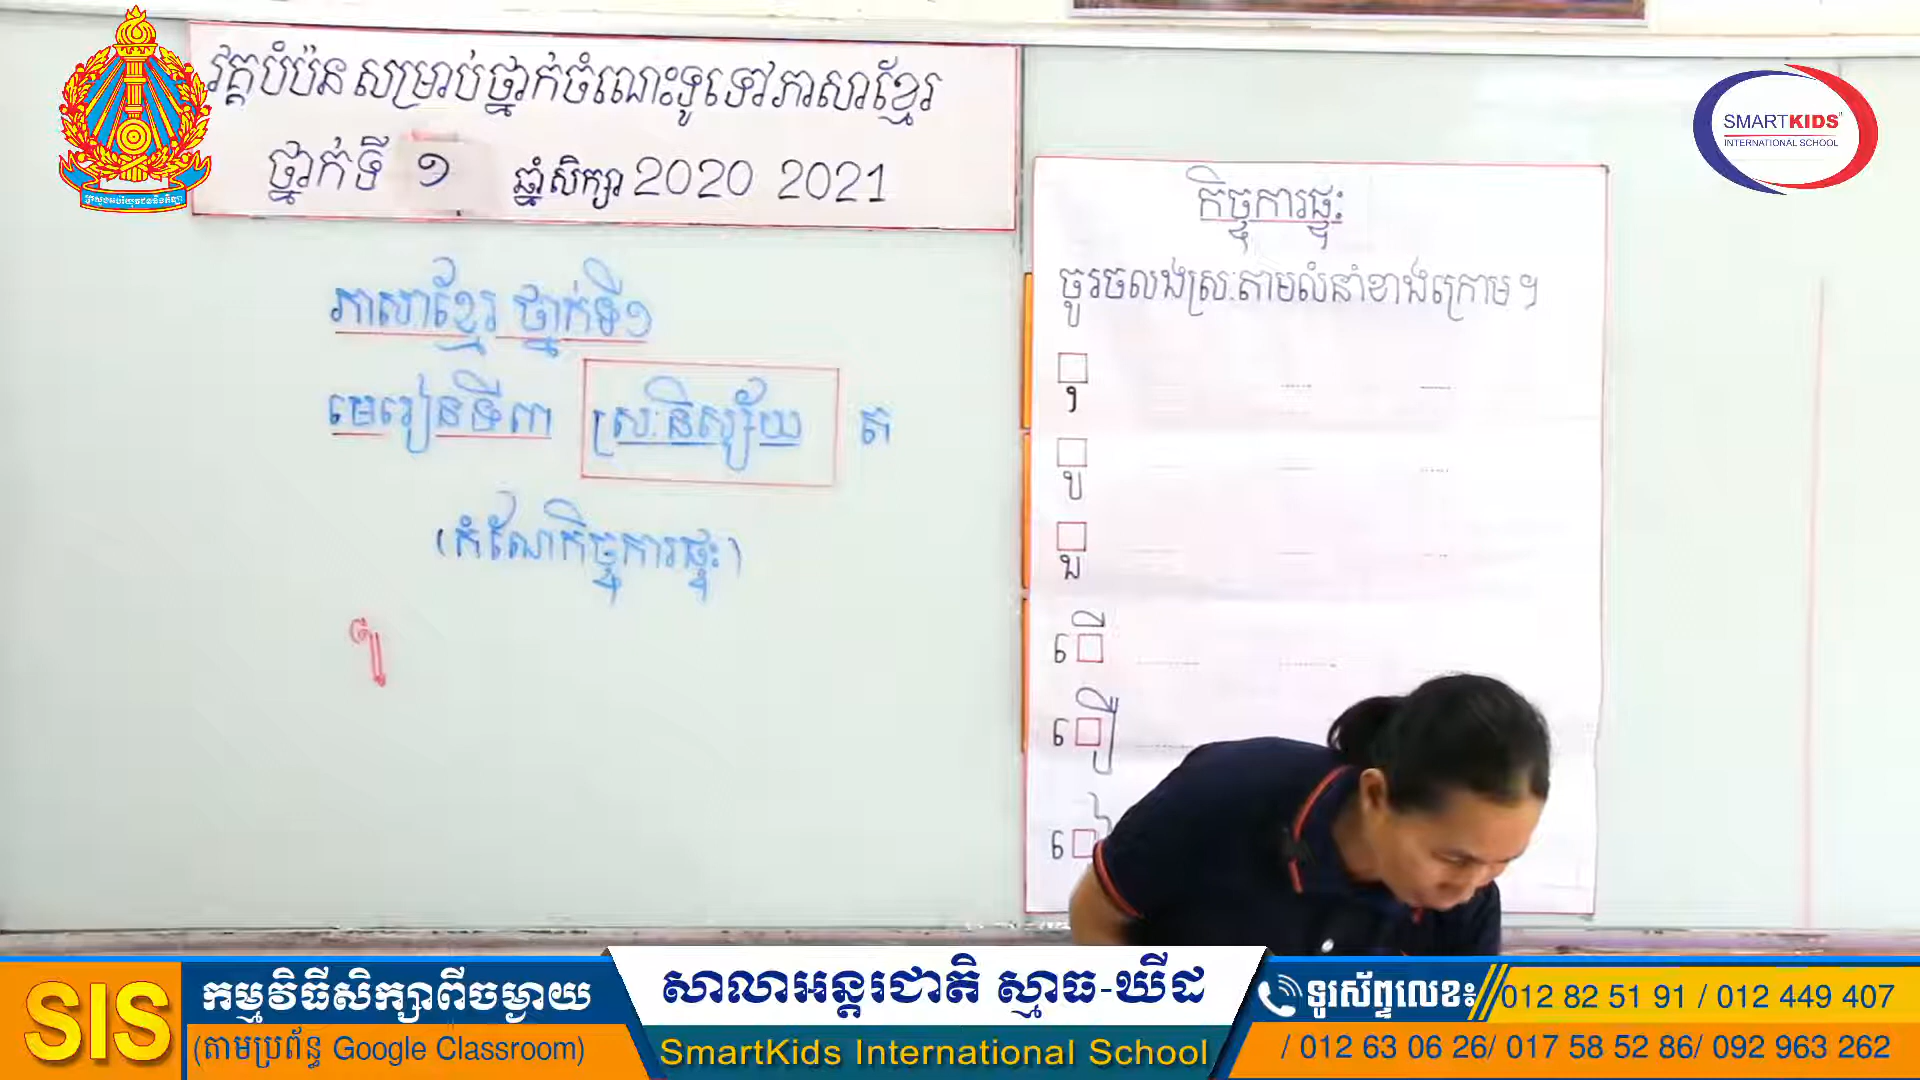 វគ្គបំប៉នសម្រាប់ថ្នាក់ចំណេះទូទៅភាសាខ្មែរ
ថ្នាក់ទី ១ ឆ្នាំសិក្សា 2020 2021
ភាសាខ្មែរ ថ្នាក់ទី១
មេរៀនទី៣ ស្រៈនិស្ស័យ ត
(កំណែកិច្ចការផ្ទះ)
ៗ
កិច្ចការផ្ទះ
ចូរចលងស្រៈតាមលំនាំខាងក្រោម ។
ុ
ូ
ួ
ើ
ឿ
ៀ
SMARTKIDS
INTERNATIONAL SCHOOL
SIS
កម្មវិធីសិក្សាពីចម្ងាយ
(តាមប្រព័ន្ធ Google Classroom)
សាលាអន្តរជាតិ ស្មាធ-ឃីដ
SmartKids International School
ទូរស័ព្ទលេខ៖ 012 82 51 91 / 012 449 407
/ 012 63 06 26/ 017 58 52 86/ 092 963 262